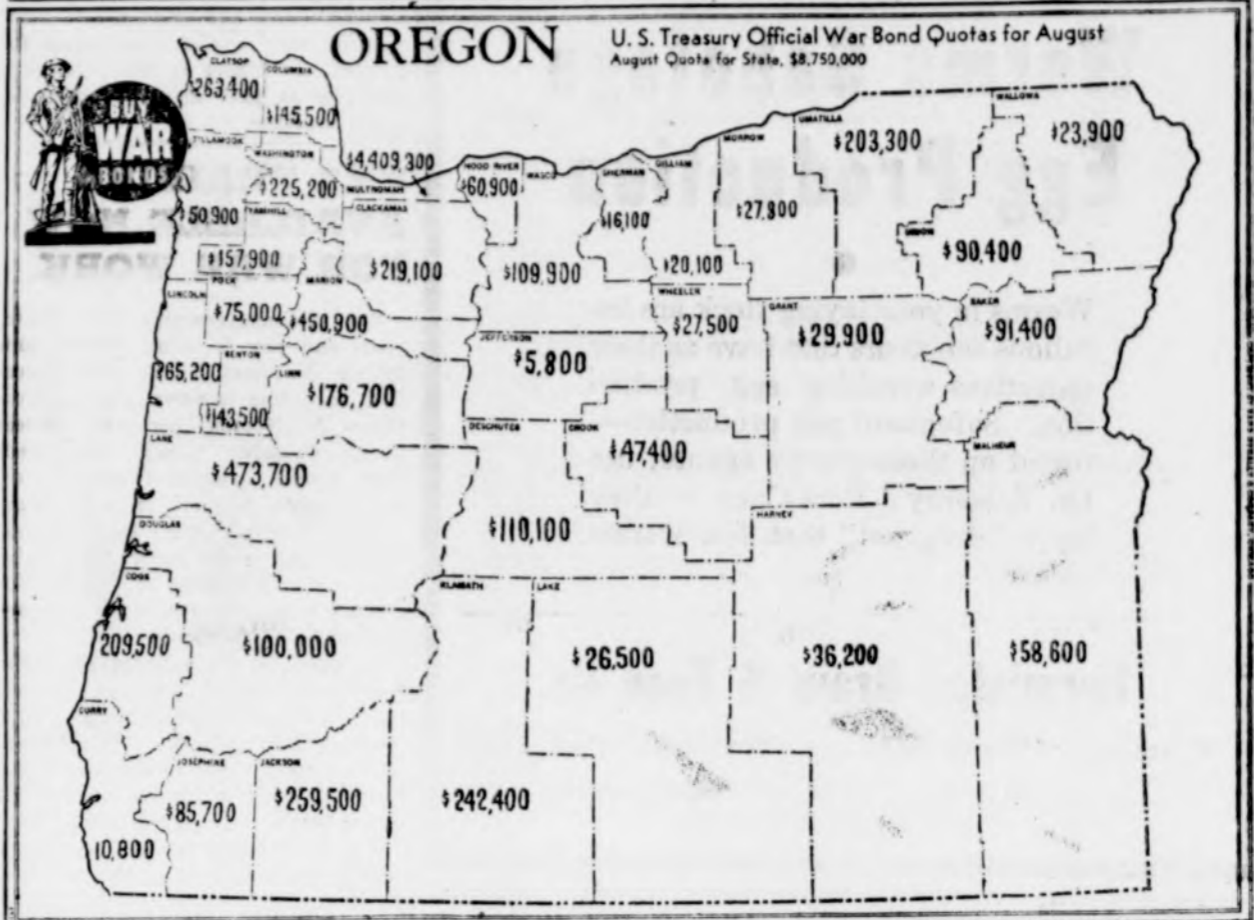 OREGON
U. S. Treasury Official War Bond Quotas for August
August Quota for State, $8,750,000
BUY
WAR
BONDS
CLATSOP
$263,400
COLUMBIA
$145,500
TILLAMOOK
$50,900
WASHINGTON
$225,200
$4,409,300
MULTNOMAH
CLACKAMAS
$219,100
YAMHILL
$157,900
HOOD RIVER
$60,900
WASCO
$109,900
SHERMAN
$16,100
GILLIAM
$20,100
MORROW
$27,800
UMATILLA
$203,300
WALLOWA
$23,900
UNION
$90,400
POLK
$75,000
MARION
$450,900
LINCOLN
65,200
BENTON
$143,500
LINN
$176,700
JEFFERSON
$5,800
WHEELER
$27,500
GRANT
$29,900
BAKER
$91,400
LANE
$473,700
DESCHUTES
$110,100
CROOK
$47,400
HARNEY
$36,200
MALHEUR
$58,600
DOUGLAS
$100,000
COOS
209,500
KLAMATH
$242,400
LAKE
$26,500
CURRY
10,800
JOSEPHINE
$85,700
JACKSON
$259,500